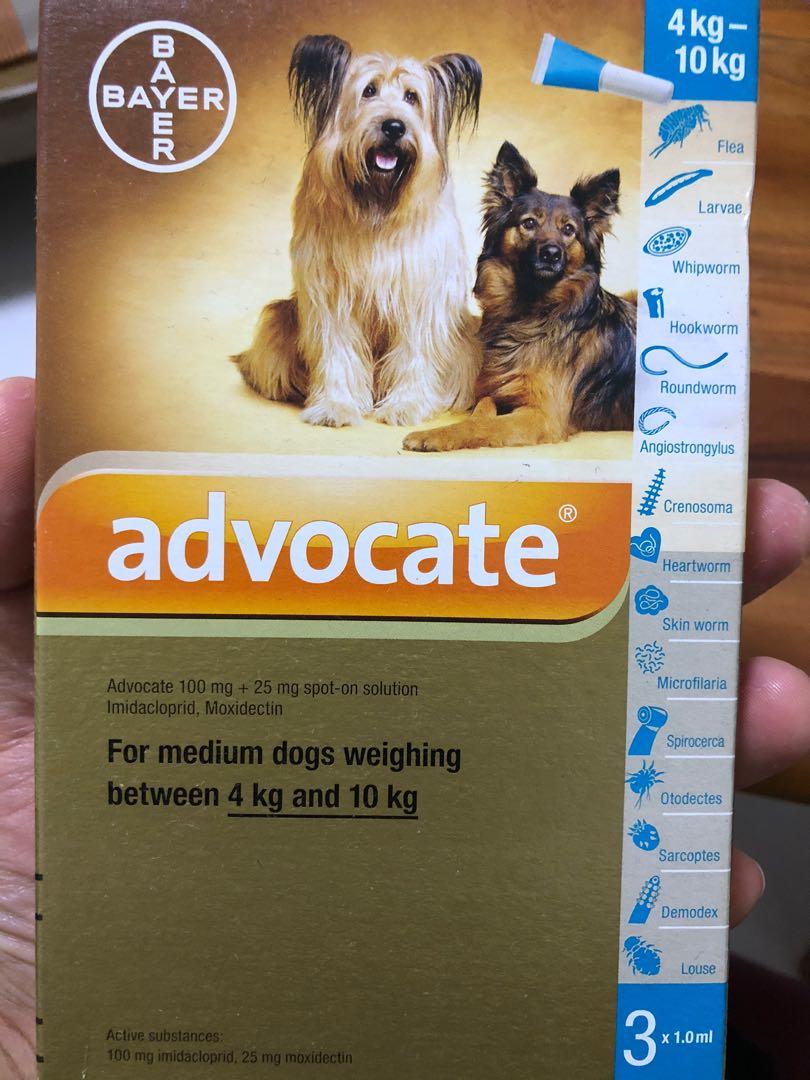 BAYER
BAYER
4 kg –
10 kg
Flea
Larvae
Whipworm
Hookworm
Roundworm
Angiostrongylus
Crenosoma
Heartworm
Skin worm
Microfilaria
Spirocerca
Otodectes
Sarcoptes
Demodex
Louse
3 x 1.0 ml
advocate®
Advocate 100 mg + 25 mg spot-on solution
Imidacloprid, Moxidectin
For medium dogs weighing
between 4 kg and 10 kg
Active substances:
100 mg imidacloprid, 25 mg moxidectin